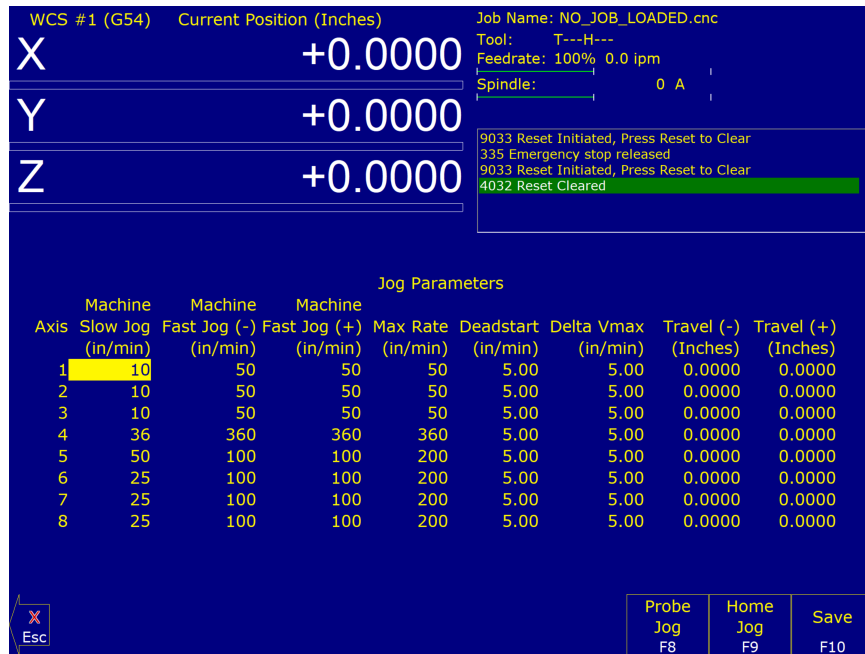 WCS #1 (G54) Current Position (Inches)
X +0.0000
Y +0.0000
Z +0.0000
Job Name: NO_JOB_LOADED.cnc
Tool: T---H---
Feedrate: 100% 0.0 ipm
Spindle: 0 A
9033 Reset Initiated, Press Reset to Clear
335 Emergency stop released
9033 Reset Initiated, Press Reset to Clear
4032 Reset Cleared
Jog Parameters
Machine Machine Machine
Axis Slow Jog Fast Jog (-) Fast Jog (+) Max Rate Deadstart Delta Vmax Travel (-) Travel (+)
(in/min) (in/min) (in/min) (in/min) (in/min) (in/min) (Inches) (Inches)
1 10 50 50 50 5.00 5.00 0.0000 0.0000
2 10 50 50 50 5.00 5.00 0.0000 0.0000
3 10 50 50 50 5.00 5.00 0.0000 0.0000
4 36 360 360 360 5.00 5.00 0.0000 0.0000
5 50 100 100 200 5.00 5.00 0.0000 0.0000
6 25 100 100 200 5.00 5.00 0.0000 0.0000
7 25 100 100 200 5.00 5.00 0.0000 0.0000
8 25 100 100 200 5.00 5.00 0.0000 0.0000
X
Esc
Probe
Jog
F8
Home
Jog
F9
Save
F10